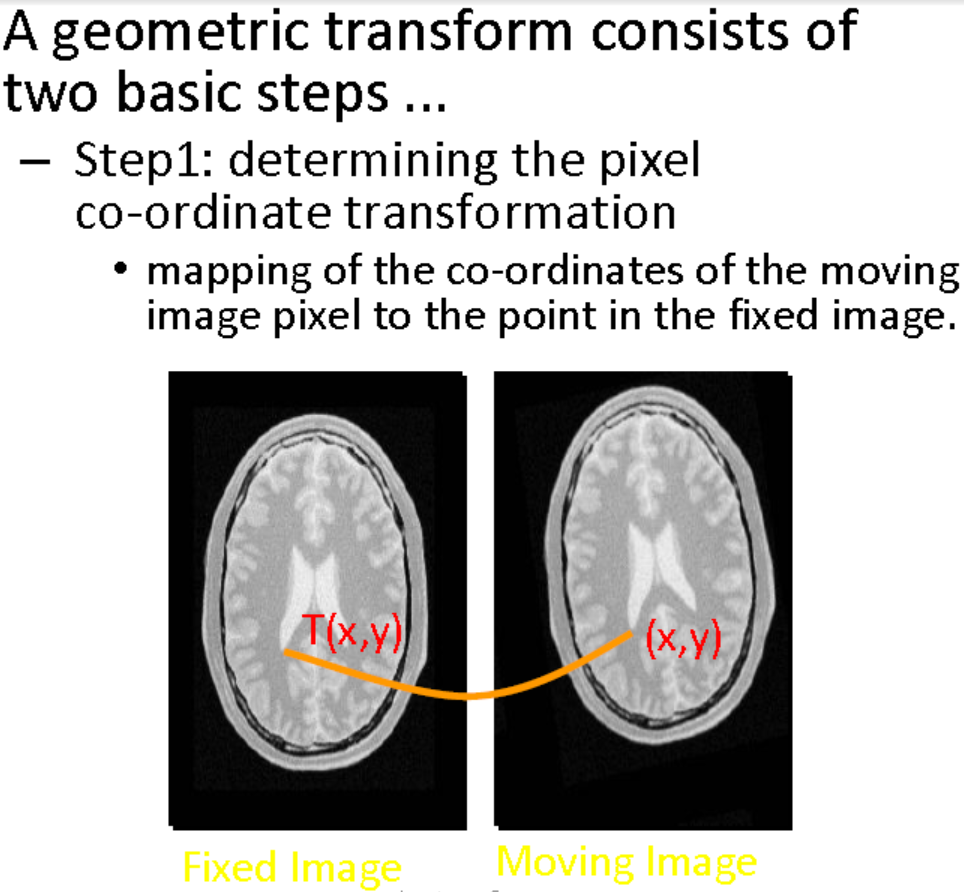 A geometric transform consists of
two basic steps ...
– Step1: determining the pixel
co-ordinate transformation
• mapping of the co-ordinates of the moving
image pixel to the point in the fixed image.
T(x,y)
(x,y)
Fixed Image
Moving Image